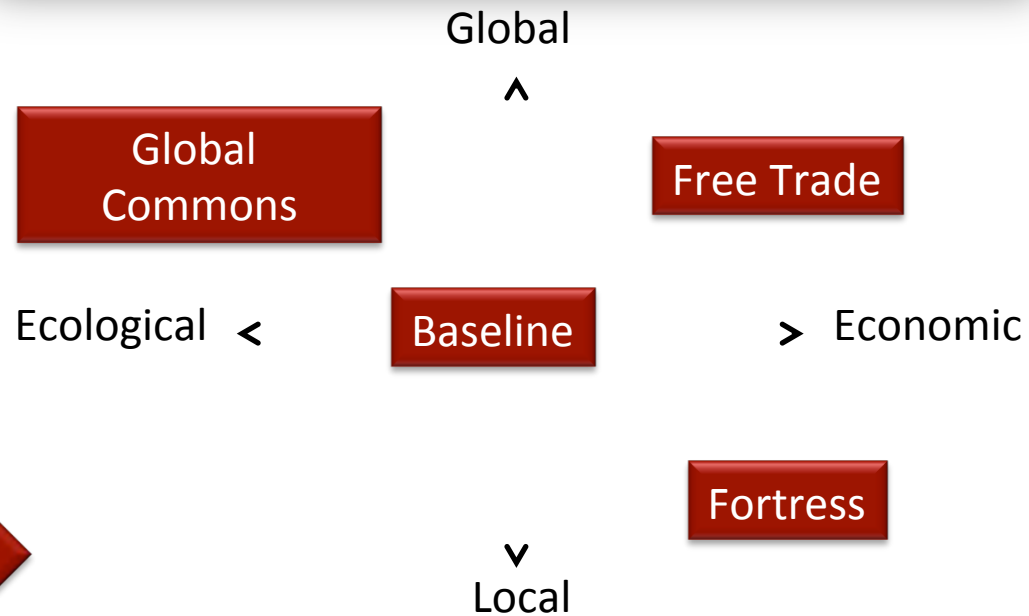 Global
Global
Commons
Free Trade
Ecological
Baseline
Economic
Fortress
Local